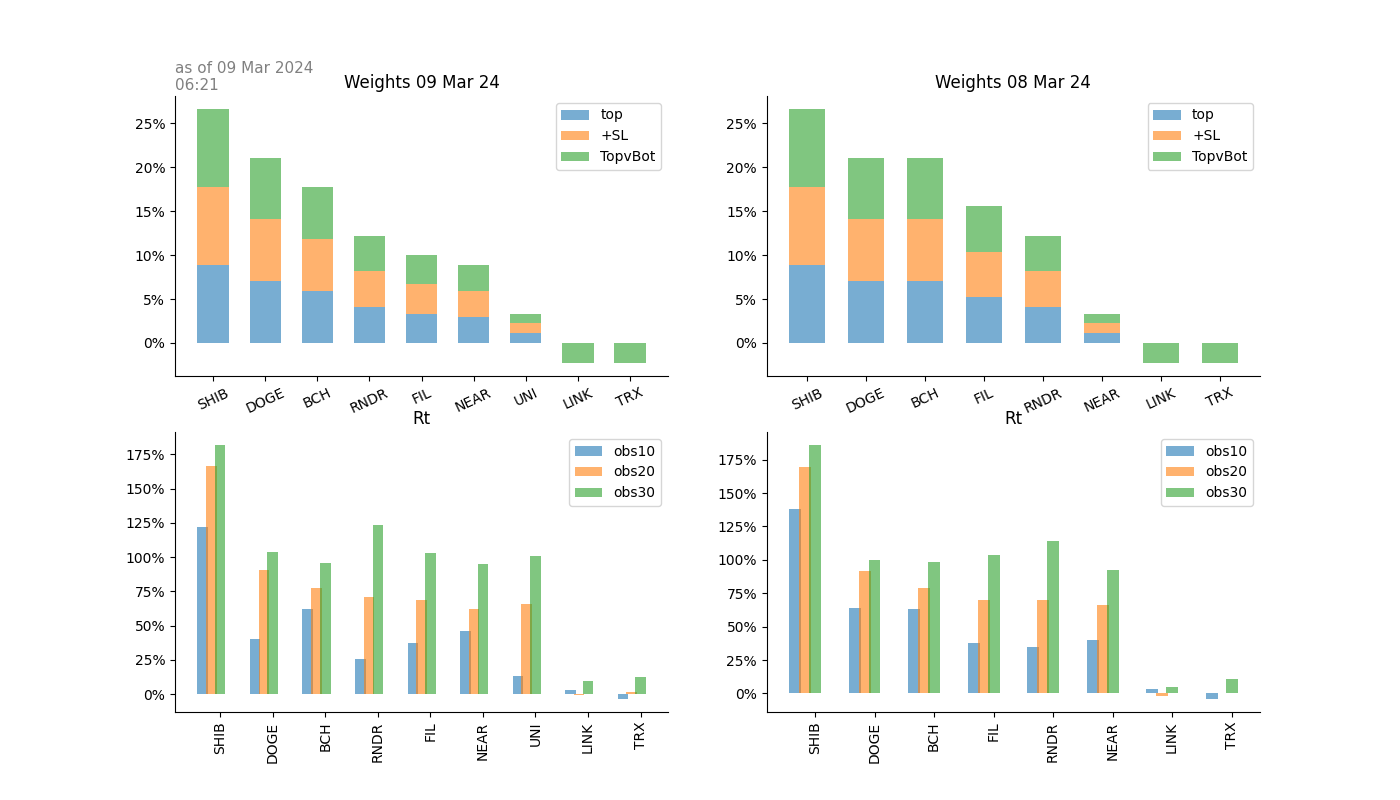 as of 09 Mar 2024
06:21
Weights 09 Mar 24
25%
20%
15%
10%
5%
0%
top
+SL
TopvBot
SHIB DOGE BCH RNDR FIL NEAR UNI LINK TRX
Weights 08 Mar 24
25%
20%
15%
10%
5%
0%
top
+SL
TopvBot
SHIB DOGE BCH FIL RNDR NEAR LINK TRX
Rt
175%
150%
125%
100%
75%
50%
25%
0%
obs10
obs20
obs30
SHIB DOGE BCH RNDR FIL NEAR UNI LINK TRX
Rt
175%
150%
125%
100%
75%
50%
25%
0%
obs10
obs20
obs30
SHIB DOGE BCH FIL RNDR NEAR LINK TRX